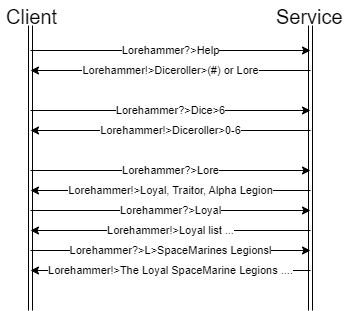 Client Service
Lorehammer?>Help
Lorehammer!>Diceroller>(#) or Lore
Lorehammer?>Dice>6
Lorehammer!>Diceroller>0-6
Lorehammer?>Lore
Lorehammer!>Loyal, Traitor, Alpha Legion
Lorehammer?>Loyal
Lorehammer!>Loyal list ...
Lorehammer?>L>SpaceMarines Legionsl
Lorehammer!>The Loyal SpaceMarine Legions ....